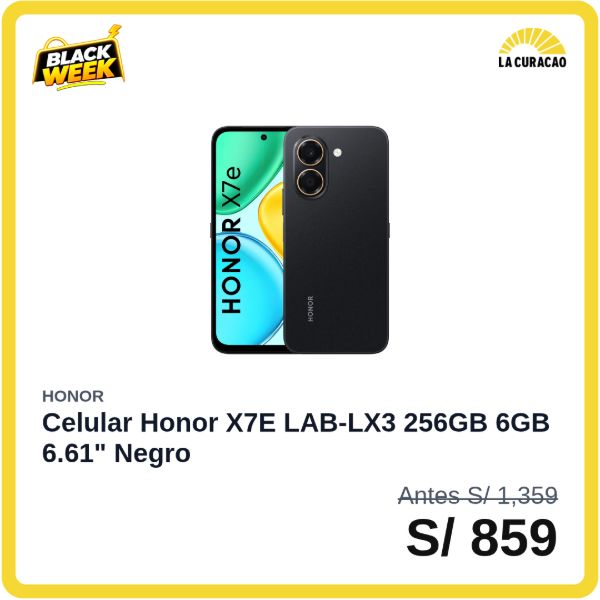 BLACK
WEEK
LA CURACAO
HONOR X7e
HONOR
HONOR
Celular Honor X7E LAB-LX3 256GB 6GB
6.61" Negro
Antes S/ 1,359
S/ 859